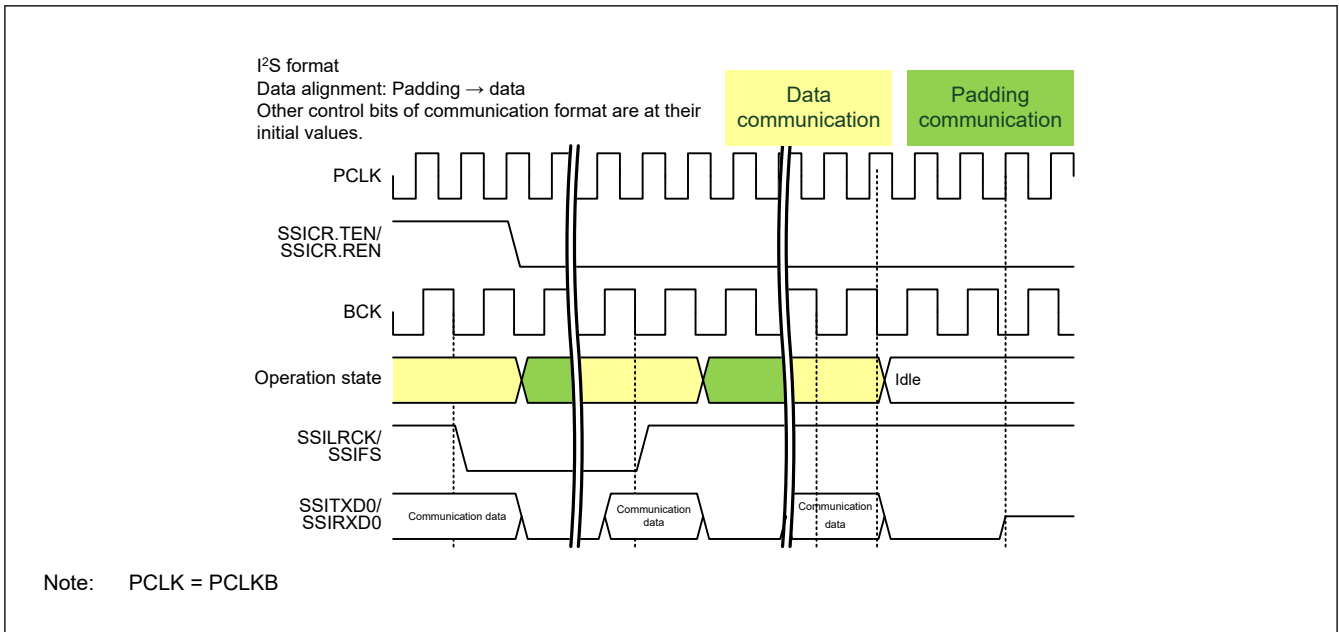 I²S format
Data alignment: Padding → data
Other control bits of communication format are at their
initial values.
Data
communication
Padding
communication
PCLK
SSICR.TEN/
SSICR.REN
BCK
Operation state
Idle
SSILRCK/
SSIFS
SSITXD0/
SSIRXD0
Communication data
Communication
data
Communication
data
Note: PCLK = PCLKB